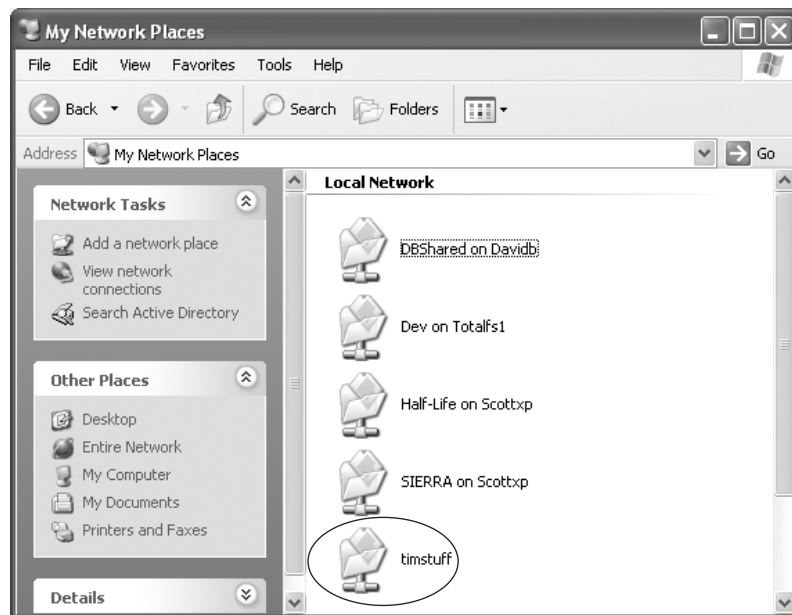 My Network Places
File Edit View Favorites Tools Help
Back Search Folders
Address My Network Places Go
Network Tasks
Add a network place
View network
connections
Search Active Directory
Other Places
Desktop
Entire Network
My Computer
My Documents
Printers and Faxes
Details
Local Network
DBShared on Davidb
Dev on Totalfs1
Half-Life on Scottxp
SIERRA on Scottxp
timstuff